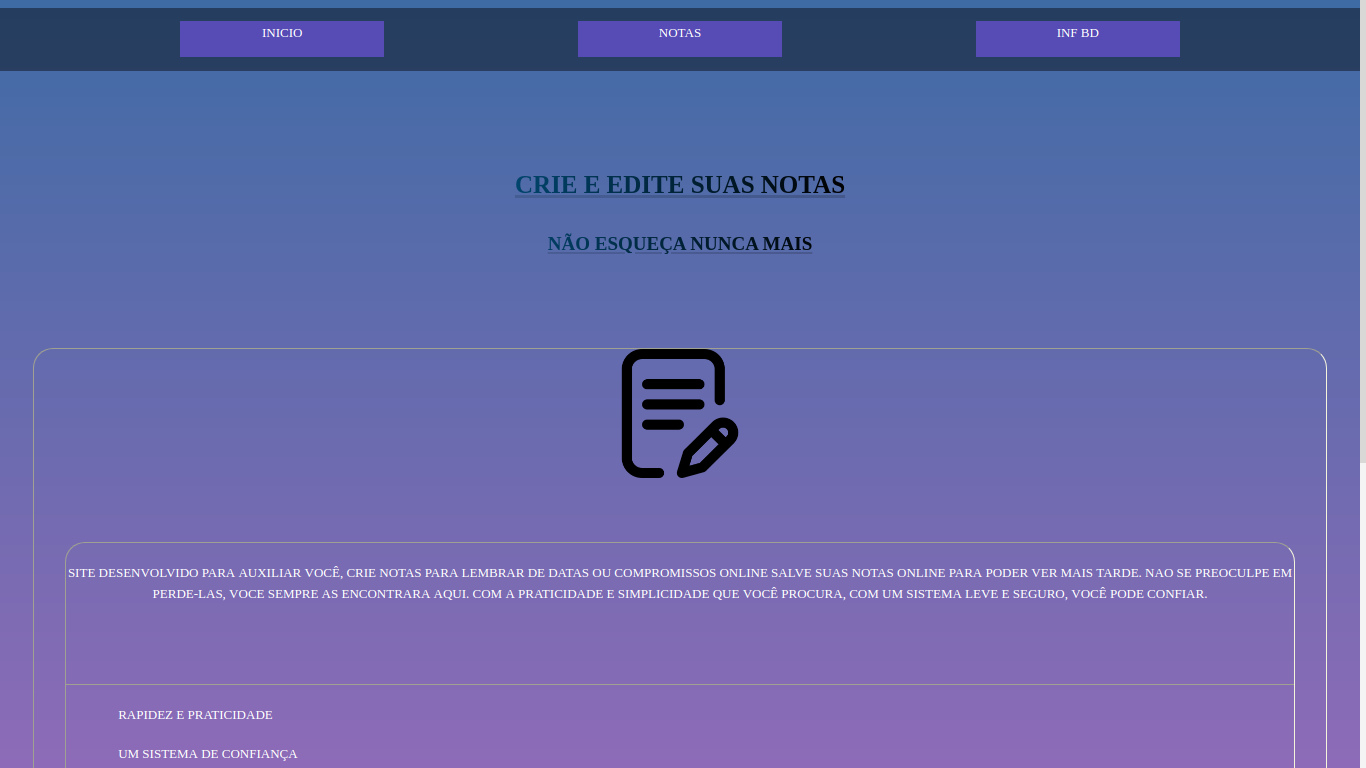 INICIO
NOTAS
INF BD
CRIE E EDITE SUAS NOTAS
NÃO ESQUEÇA NUNCA MAIS
SITE DESENVOLVIDO PARA AUXILIAR VOCÊ, CRIE NOTAS PARA LEMBRAR DE DATAS OU COMPROMISSOS ONLINE SALVE SUAS NOTAS ONLINE PARA PODER VER MAIS TARDE. NAO SE PREOCULPE EM
PERDE-LAS, VOCE SEMPRE AS ENCONTRARA AQUI. COM A PRATICIDADE E SIMPLICIDADE QUE VOCÊ PROCURA, COM UM SISTEMA LEVE E SEGURO, VOCÊ PODE CONFIAR.
RAPIDEZ E PRATICIDADE
UM SISTEMA DE CONFIANÇA